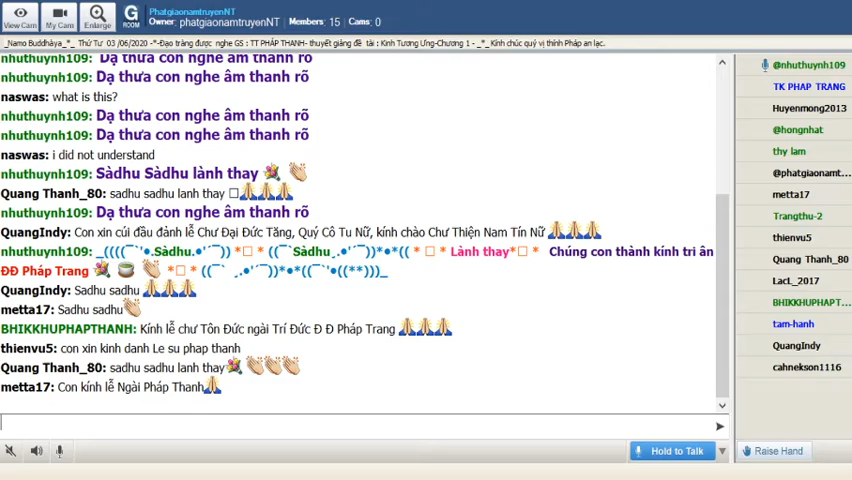 View Cam
My Cam
Enlarge
G
ROOM
PhatgiaonamtruyenNT
Owner: phatgiaonamtruyenNT | Members: 15 | Cams: 0
_Namo Buddhàya_*_ Thứ Tư 03 /06/2020 -*-Đạo tràng được nghe GS : TT PHÁP THANH- thuyết giảng đề tài : Kinh Tương Ưng-Chương 1 - _*_ Kính chúc quý vị thính Pháp an lạc.
nhuthuynh109: Dạ thưa con nghe âm thanh rõ
nhuthuynh109: Dạ thưa con nghe âm thanh rõ
naswas: what is this?
nhuthuynh109: Dạ thưa con nghe âm thanh rõ
nhuthuynh109: Dạ thưa con nghe âm thanh rõ
naswas: i did not understand
nhuthuynh109: Sàdhu Sàdhu lành thay 💐 👏
Quang Thanh_80: sadhu sadhu lanh thay □🙏🙏🙏
nhuthuynh109: Dạ thưa con nghe âm thanh rõ
QuangIndy: Con xin cúi đầu đảnh lễ Chư Đại Đức Tăng, Quý Cô Tu Nữ, kính chào Chư Thiện Nam Tín Nữ 🙏🙏🙏
nhuthuynh109: _((((¯`'•.Sàdhu.•'´¯)) *□ * ((¯`Sàdhu¸.•'´¯)•*•(( * □ * Lành thay*□ * Chúng con thành kính tri ân
ĐĐ Pháp Trang 💐 🍵 👏 *□ * ((¯` ¸.•'´¯)•*•((¯`'•((**)))_
QuangIndy: Sadhu sadhu 🙏🙏🙏
metta17: Sadhu sadhu👏
BHIKKHUPHAPTHANH: Kính lễ chư Tôn Đức ngài Trí Đức Đ Đ Pháp Trang 🙏🙏🙏
thienvu5: con xin kinh danh Le su phap thanh
Quang Thanh_80: sadhu sadhu lanh thay💐 👏👏👏
metta17: Con kính lễ Ngài Pháp Thanh🙏
Hold to Talk
@nhuthuynh109
TK PHAP TRANG
Huyenmong2013
@hongnhat
thy lam
@phatgiaonamt...
metta17
Trangthu-2
thienvu5
Quang Thanh_80
LacL_2017
BHIKKHUPHAPT...
tam-hanh
QuangIndy
cahnekson1116
Raise Hand